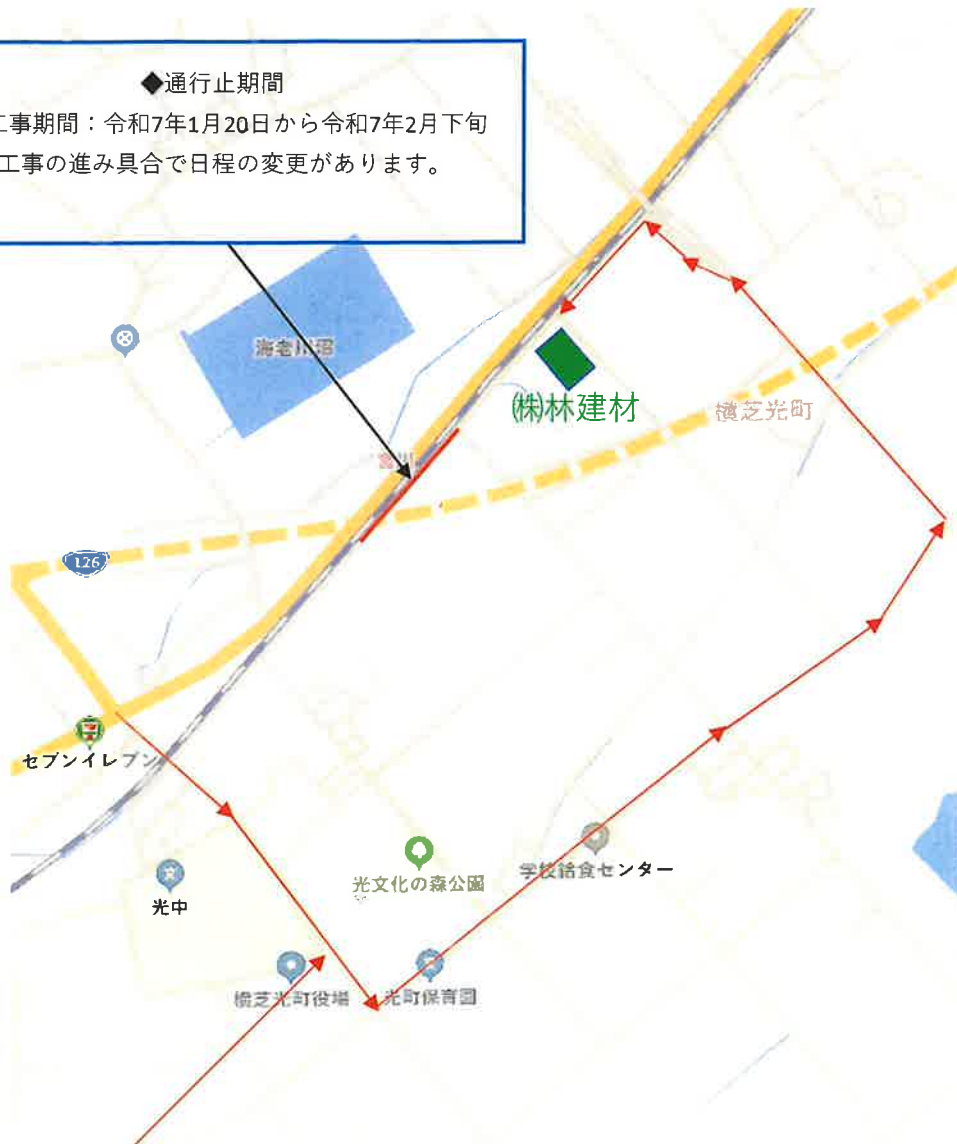 ◆通行止期間
工事期間：令和7年1月20日から令和7年2月下旬
工事の進み具合で日程の変更があります。
海老川沼
㈱林建材
横芝光町
126
セブンイレブン
光中
光文化の森公園
学校給食センター
横芝光町役場
光町保育園